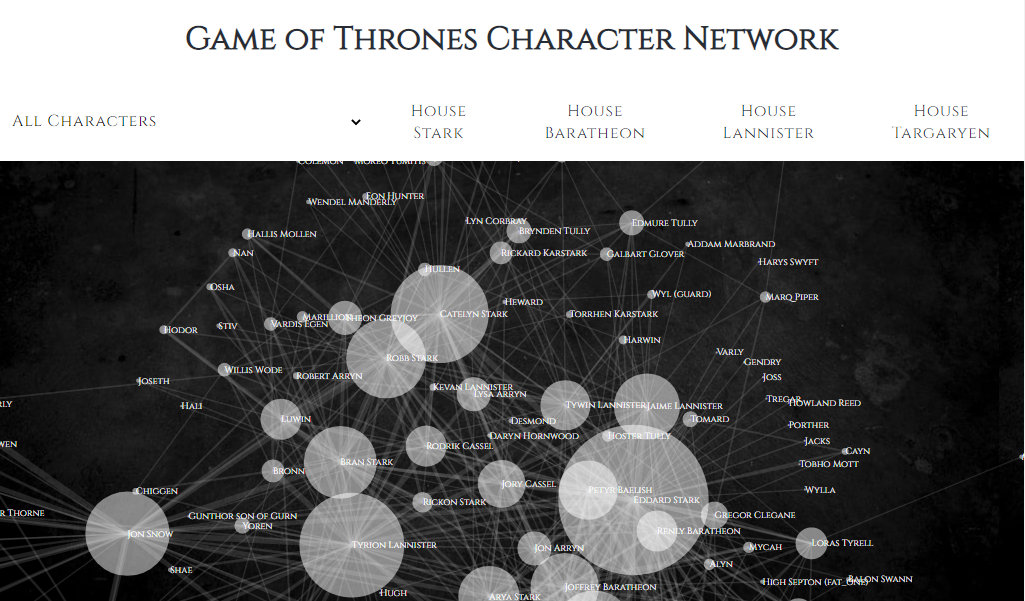 Game of Thrones Character Network
All Characters
House Stark
House Baratheon
House Lannister
House Targaryen
Eon Hunter
Wendel Manderly
Lyn Corbray
Edmure Tully
Brynden Tully
Hallis Mollen
Addam Marbrand
Nan
Rickard Karstark
Galbart Glover
Harys Swyft
Hullen
Osha
Wyl (guard)
Marq Piper
Heward
Catelyn Stark
Torrhen Karstark
Marillion
Theon Greyjoy
Vardis Egen
Stiv
Hodor
Harwin
Varly
Robb Stark
Gendry
Willis Wode
Robert Arryn
Joss
Joseth
Kevan Lannister
Lysa Arryn
Tregar
Howland Reed
rly
Hali
Tywin Lannister
Jaime Lannister
Luwin
Desmond
Tomard
Porther
Daryn Hornwood
Hoster Tully
Jacks
wen
Rodrik Cassel
Cayn
Bran Stark
Tobho Mott
Bronn
Jory Cassel
Petyr Baelish
Wylla
Chiggen
Rickon Stark
Eddard Stark
r Thorne
Gunthor son of Gurn
Gregor Clegane
Yoren
Renly Baratheon
Jon Snow
Tyrion Lannister
Loras Tyrell
Jon Arryn
Mycah
Alyn
Shae
Balon Swann
High Septon (fat_one)
Joffrey Baratheon
Hugh
Arya Stark